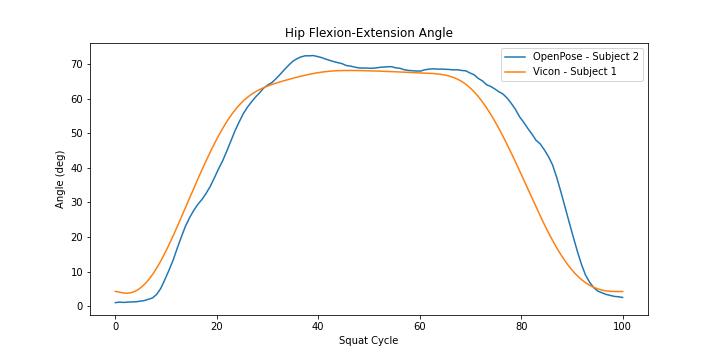 Hip Flexion-Extension Angle
OpenPose - Subject 2
Vicon - Subject 1
70
60
50
40
30
20
10
0
Angle (deg)
0 20 40 60 80 100
Squat Cycle